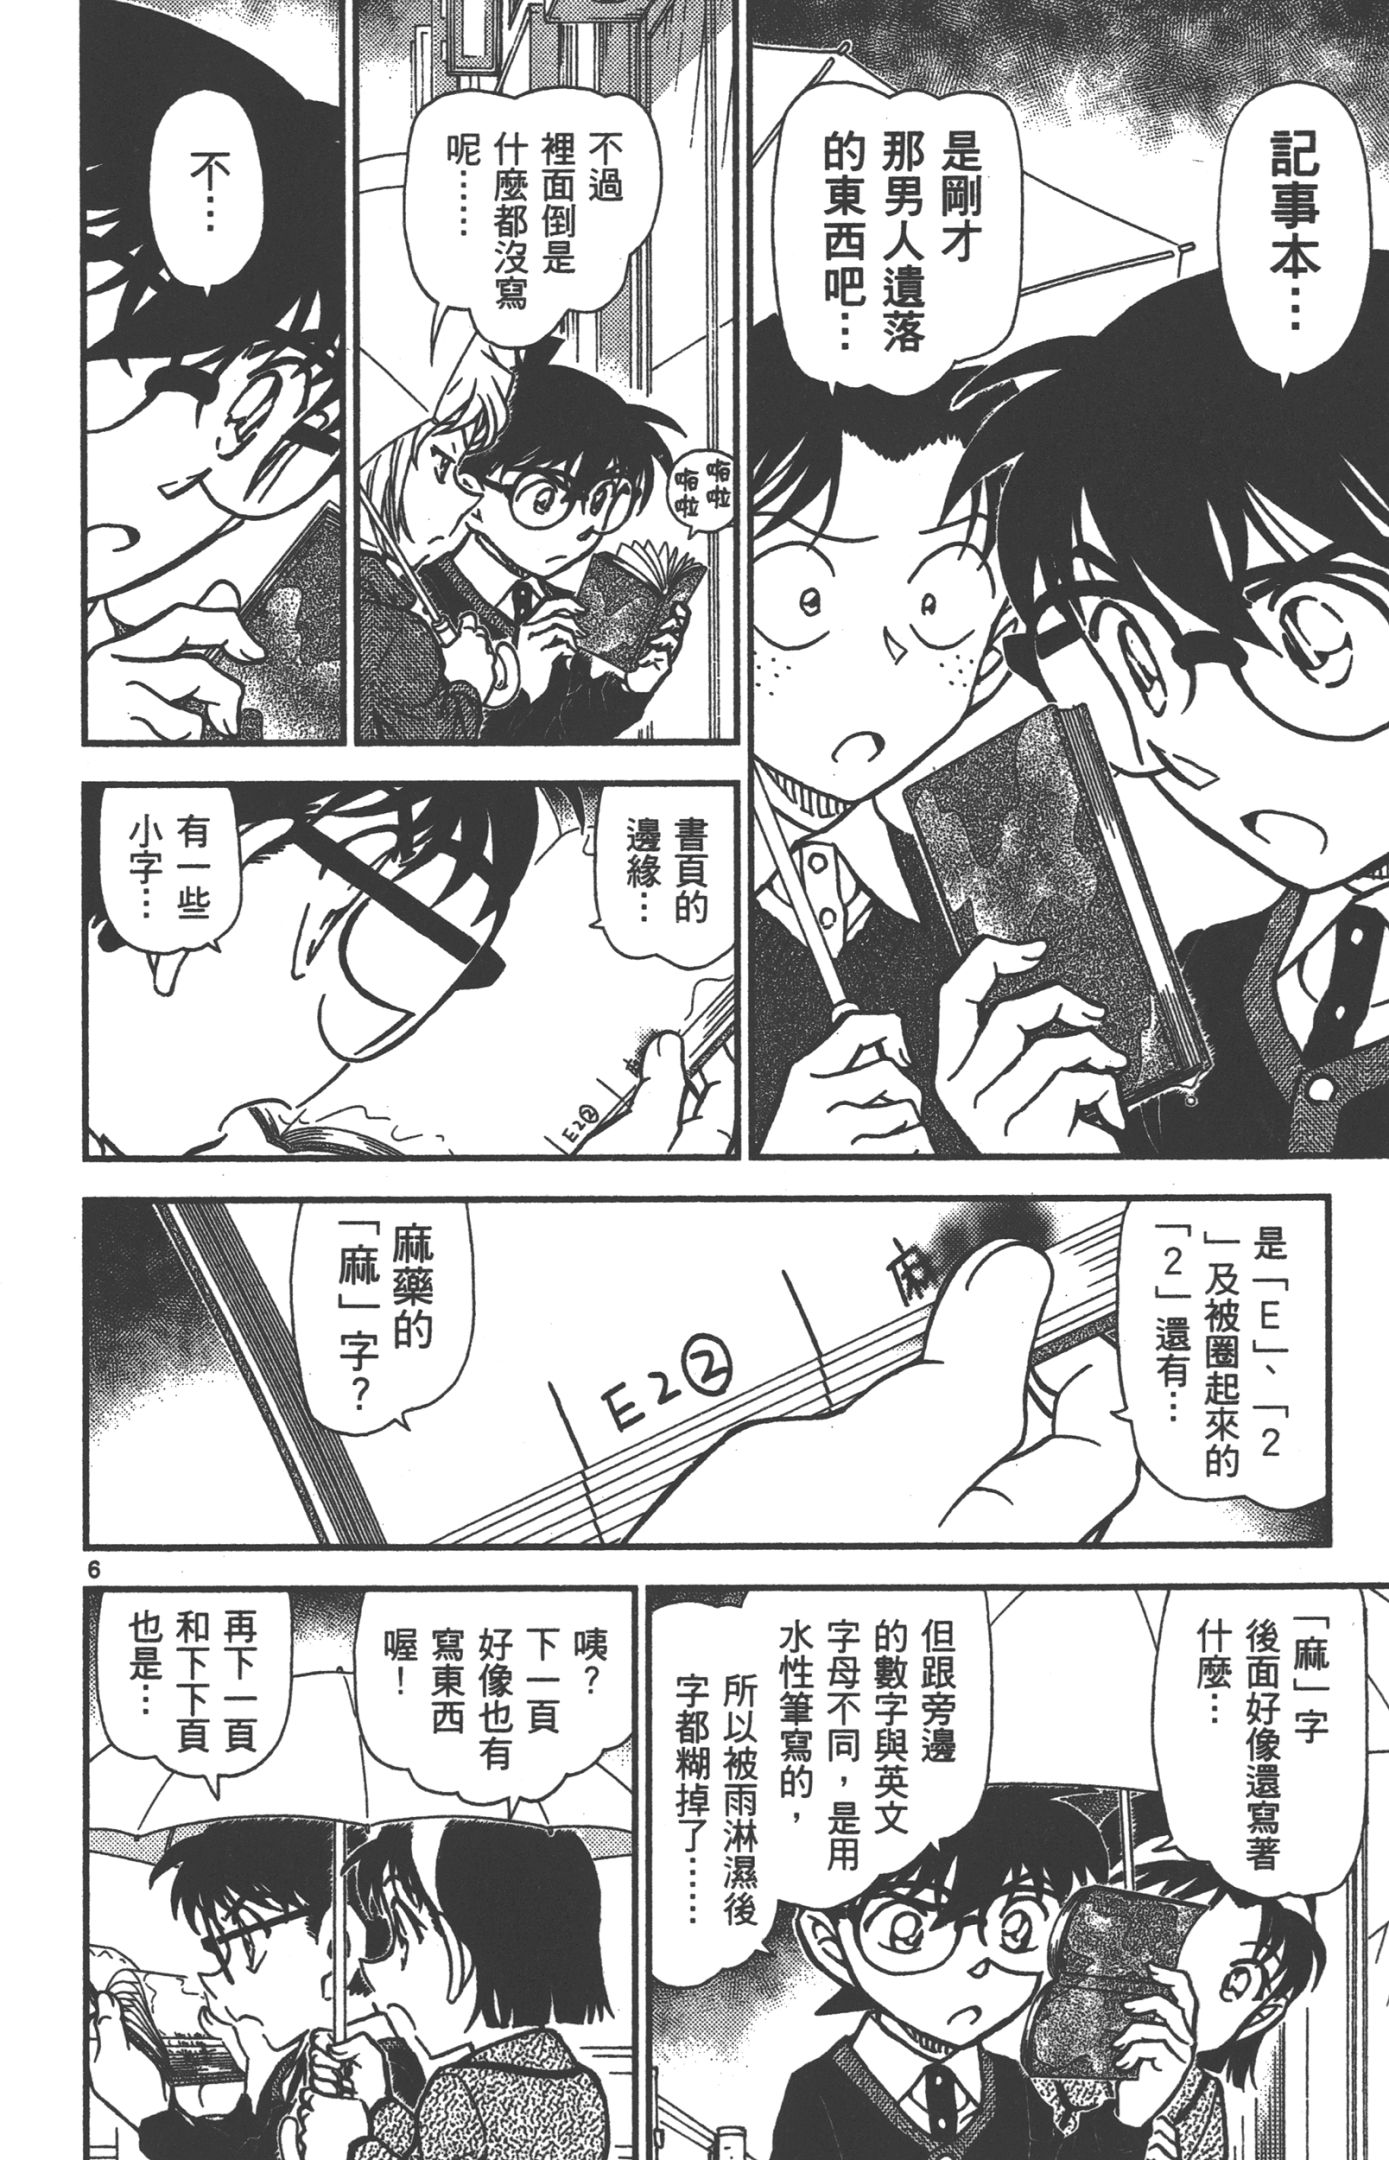 記事本…
是剛才
那男人遺落
的東西吧…
不過
裡面倒是
什麼都沒寫
呢……
啪啦
啪啦
不…
書頁的
邊緣…
有一些
小字…
麻
E2②
是「E」、「2
」及被圈起來的
「2」還有…
麻
E2②
麻藥的
「麻」字?
6
「麻」字
後面好像還寫著
什麼…
但跟旁邊
的數字與英文
字母不同，是用
水性筆寫的，
所以被雨淋濕後
字都糊掉了……
咦?
下一頁
好像也有
寫東西
喔!
再下一頁
和下下頁
也是…